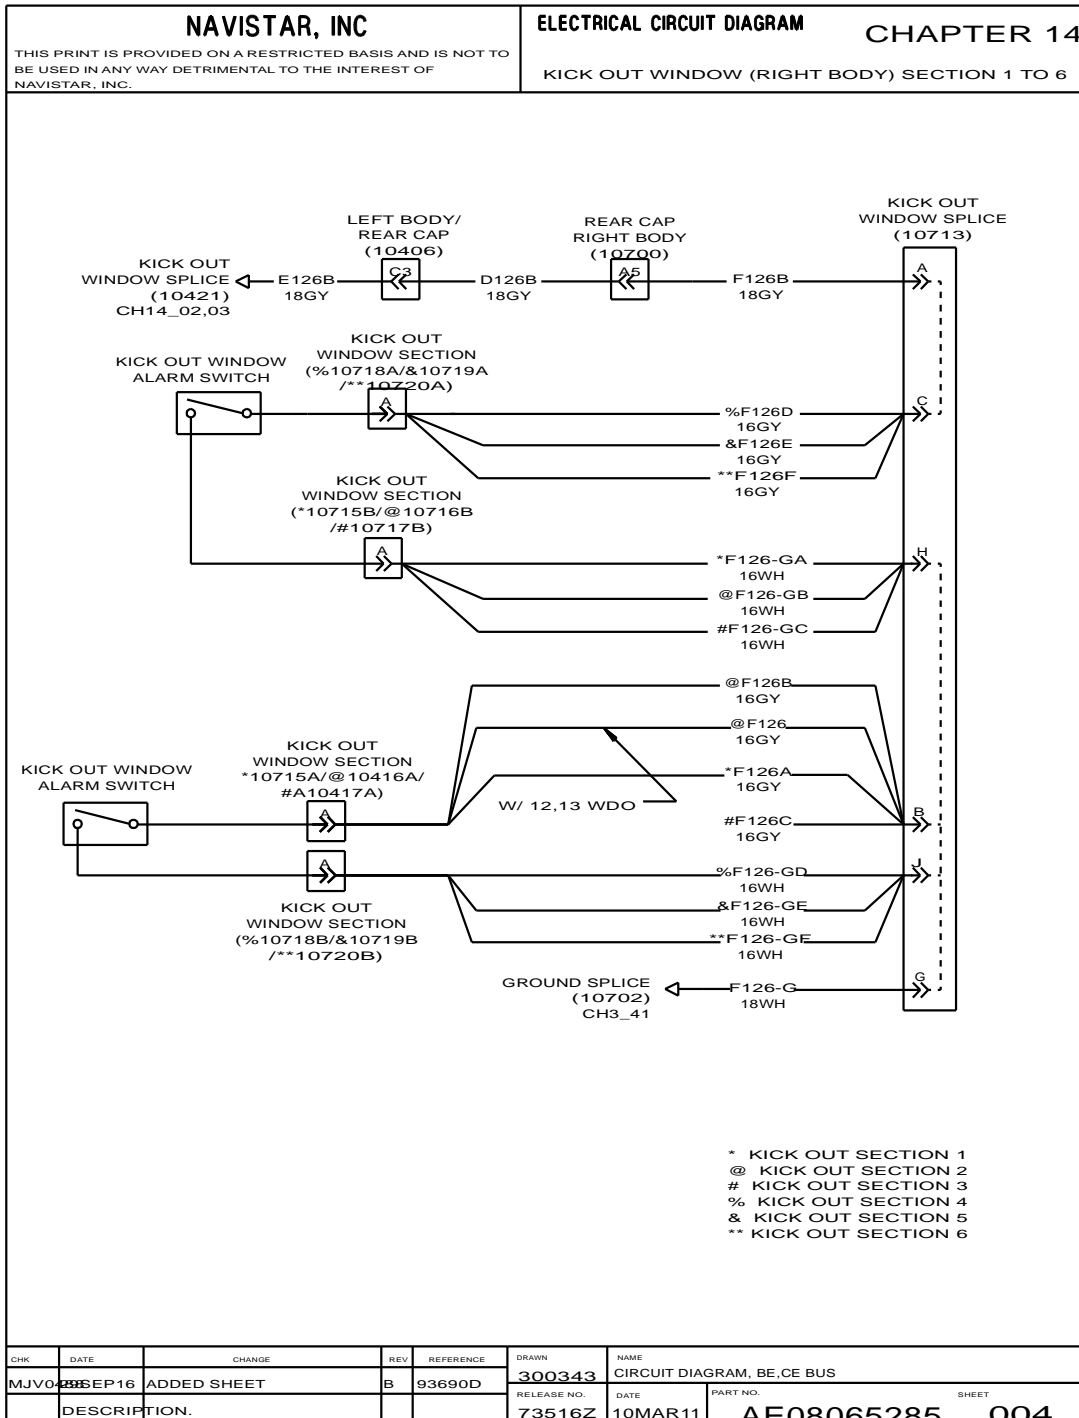 NAVISTAR, INC
THIS PRINT IS PROVIDED ON A RESTRICTED BASIS AND IS NOT TO
BE USED IN ANY WAY DETRIMENTAL TO THE INTEREST OF
NAVISTAR, INC.
ELECTRICAL CIRCUIT DIAGRAM
CHAPTER 14
KICK OUT WINDOW (RIGHT BODY) SECTION 1 TO 6
KICK OUT
WINDOW SPLICE
(10713)
LEFT BODY/
REAR CAP
(10406)
C3
REAR CAP
RIGHT BODY
(10700)
A5
KICK OUT
WINDOW SPLICE
(10421)
CH14_02,03
E126B
18GY
D126B
18GY
F126B
18GY
A
KICK OUT WINDOW
ALARM SWITCH
KICK OUT
WINDOW SECTION
(%10718A/&10719A
/**10720A)
A
%F126D
16GY
&F126E
16GY
**F126F
16GY
C
KICK OUT
WINDOW SECTION
(*10715B/@10716B
/#10717B)
A
*F126-GA
16WH
@F126-GB
16WH
#F126-GC
16WH
H
@F126B
16GY
@F126
16GY
*F126A
16GY
#F126C
16GY
B
W/ 12,13 WDO
KICK OUT WINDOW
ALARM SWITCH
KICK OUT
WINDOW SECTION
*10715A/@10416A/
#A10417A)
A
A
KICK OUT
WINDOW SECTION
(%10718B/&10719B
/**10720B)
%F126-GD
16WH
&F126-GE
16WH
**F126-GF
16WH
J
GROUND SPLICE
(10702)
CH3_41
F126-G
18WH
G
* KICK OUT SECTION 1
@ KICK OUT SECTION 2
# KICK OUT SECTION 3
% KICK OUT SECTION 4
& KICK OUT SECTION 5
** KICK OUT SECTION 6
CHK DATE CHANGE REV REFERENCE
ADDED SHEET B 93690D
DESCRIPTION.
DRAWN
300343
NAME
CIRCUIT DIAGRAM, BE,CE BUS
RELEASE NO.
73516Z
DATE
10MAR11
PART NO.
AE08065285
SHEET
004